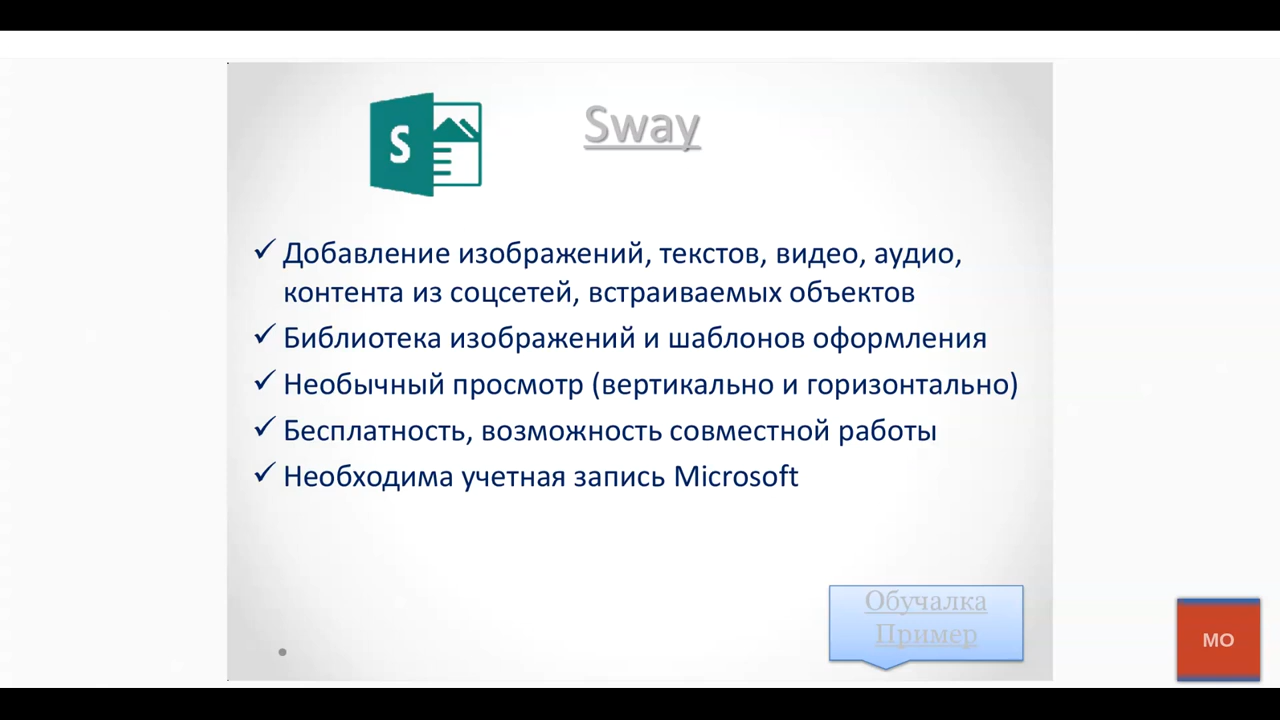 S
Sway
Добавление изображений, текстов, видео, аудио,
контента из соцсетей, встраиваемых объектов
Библиотека изображений и шаблонов оформления
Необычный просмотр (вертикально и горизонтально)
Бесплатность, возможность совместной работы
Необходима учетная запись Microsoft
Обучалка
Пример
МО